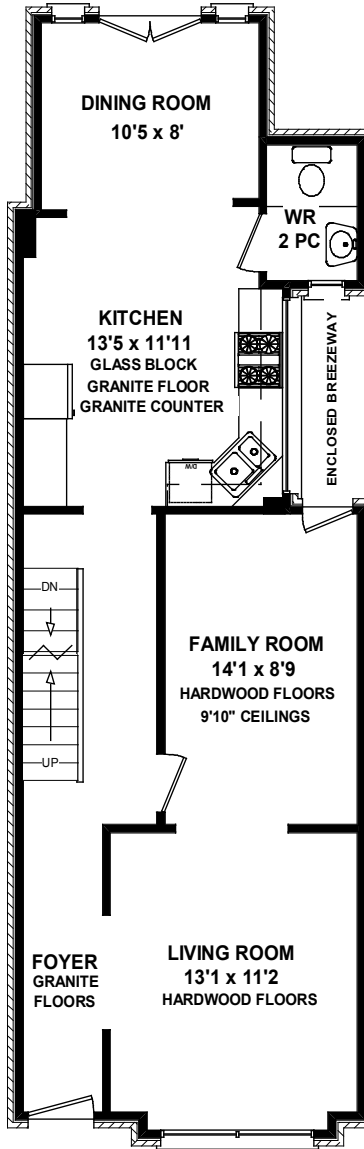 DINING ROOM
10'5 x 8'
WR
2 PC
KITCHEN
13'5 x 11'11
GLASS BLOCK
GRANITE FLOOR
GRANITE COUNTER
ENCLOSED BREEZEWAY
D/W
DN
FAMILY ROOM
14'1 x 8'9
HARDWOOD FLOORS
9'10" CEILINGS
UP
FOYER
GRANITE
FLOORS
LIVING ROOM
13'1 x 11'2
HARDWOOD FLOORS